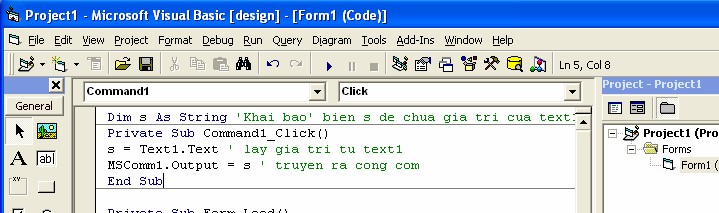 Project1 - Microsoft Visual Basic [design] - [Form1 (Code)]
File Edit View Project Format Debug Run Query Diagram Tools Add-Ins Window Help
Ln 5, Col 8
General
Command1 Click
Project - Project1
Dim s As String 'Khai bao' bien s de chua gia tri cua text1
Private Sub Command1_Click()
s = Text1.Text ' lay gia tri tu text1
MSComm1.Output = s ' truyen ra cong com
End Sub
Private Sub Form_Load()
Project1 (Pro
Forms
Form1 (
A
ab
xy